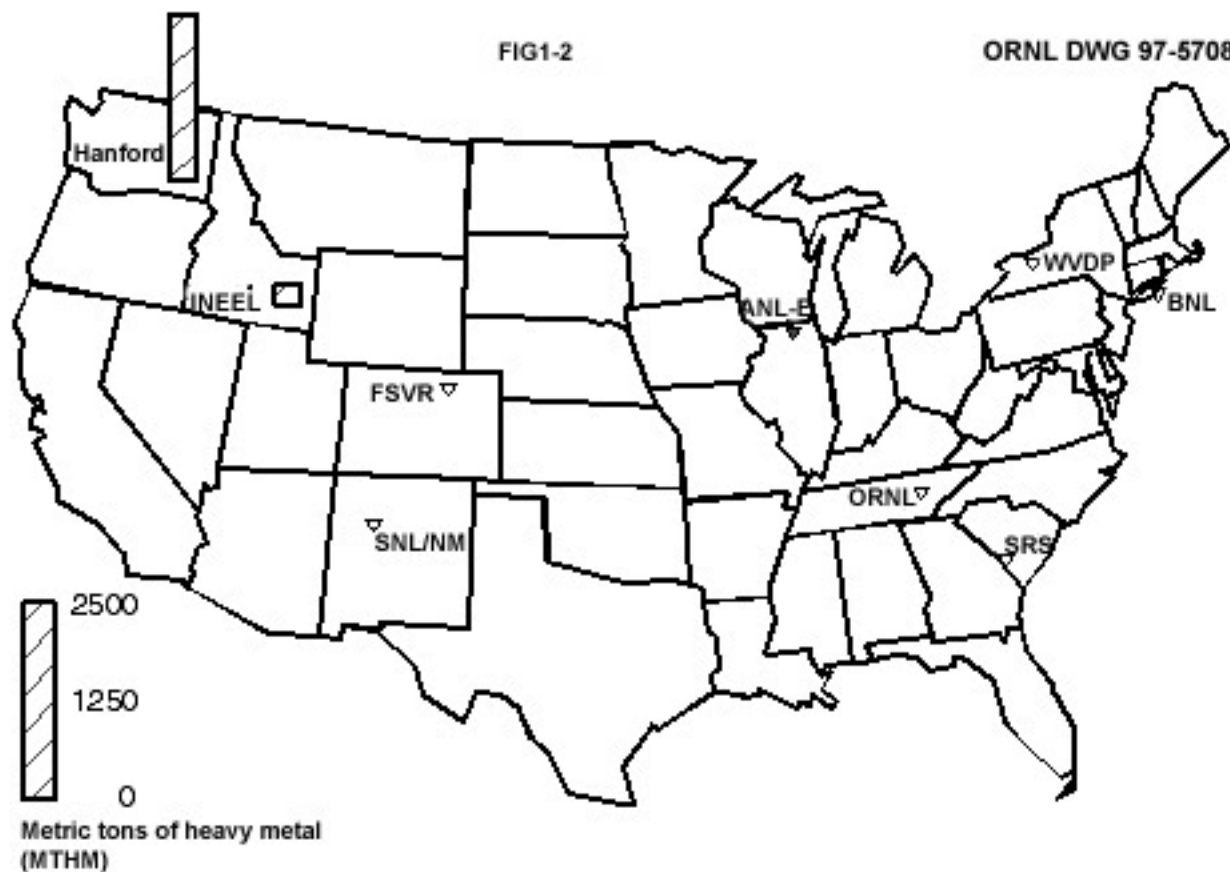 FIG1-2
ORNL DWG 97-5708
Hanford
WVDP
INEEL
ANL-E
BNL
FSVR
ORNL
SNL/NM
SRS
2500
1250
0
Metric tons of heavy metal
(MTHM)